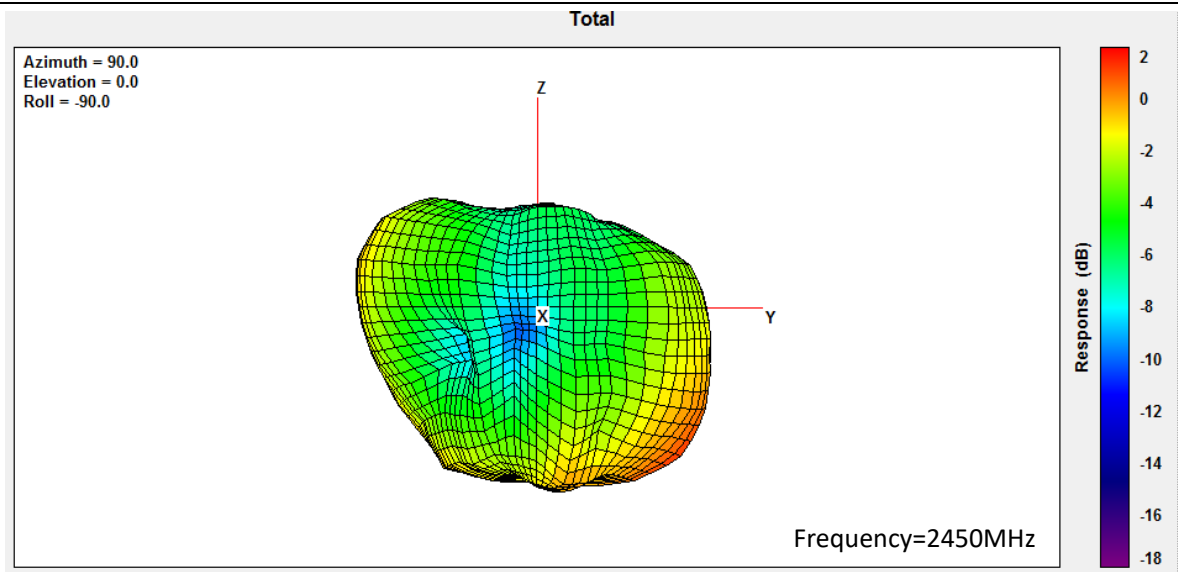 Total
Azimuth = 90.0
Elevation = 0.0
Roll = -90.0
Z
X
Y
Frequency=2450MHz
2
0
-2
-4
-6
-8
-10
-12
-14
-16
-18
Response (dB)